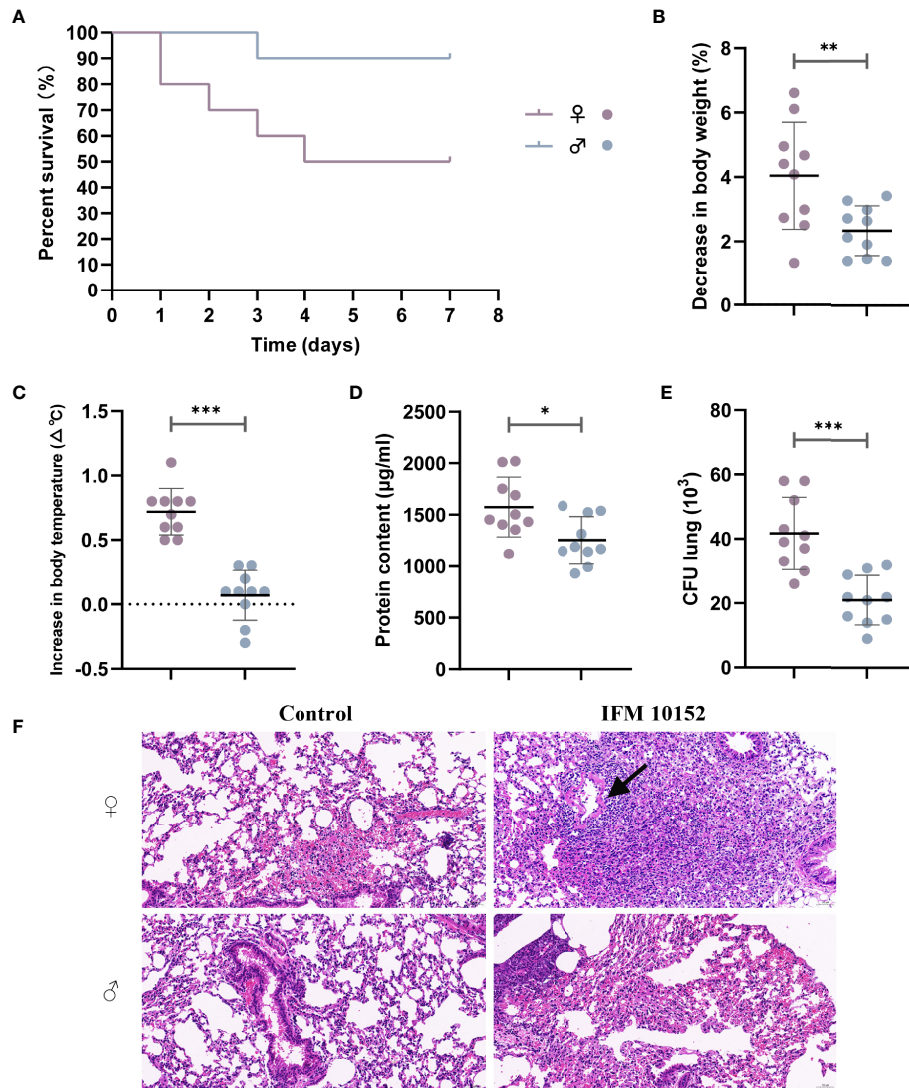 A
Percent survival (%)
100
90
80
70
60
50
40
30
20
10
0
0 1 2 3 4 5 6 7 8
Time (days)
♀
♂
B
Decrease in body weight (%)
8
6
4
2
0
**
C
Increase in body temperature (△℃)
1.5
1.0
0.5
0.0
-0.5
***
D
Protein content (μg/ml)
2500
2000
1500
1000
500
0
*
E
CFU lung (10³)
80
60
40
20
0
***
F
Control IFM 10152
♀
♂